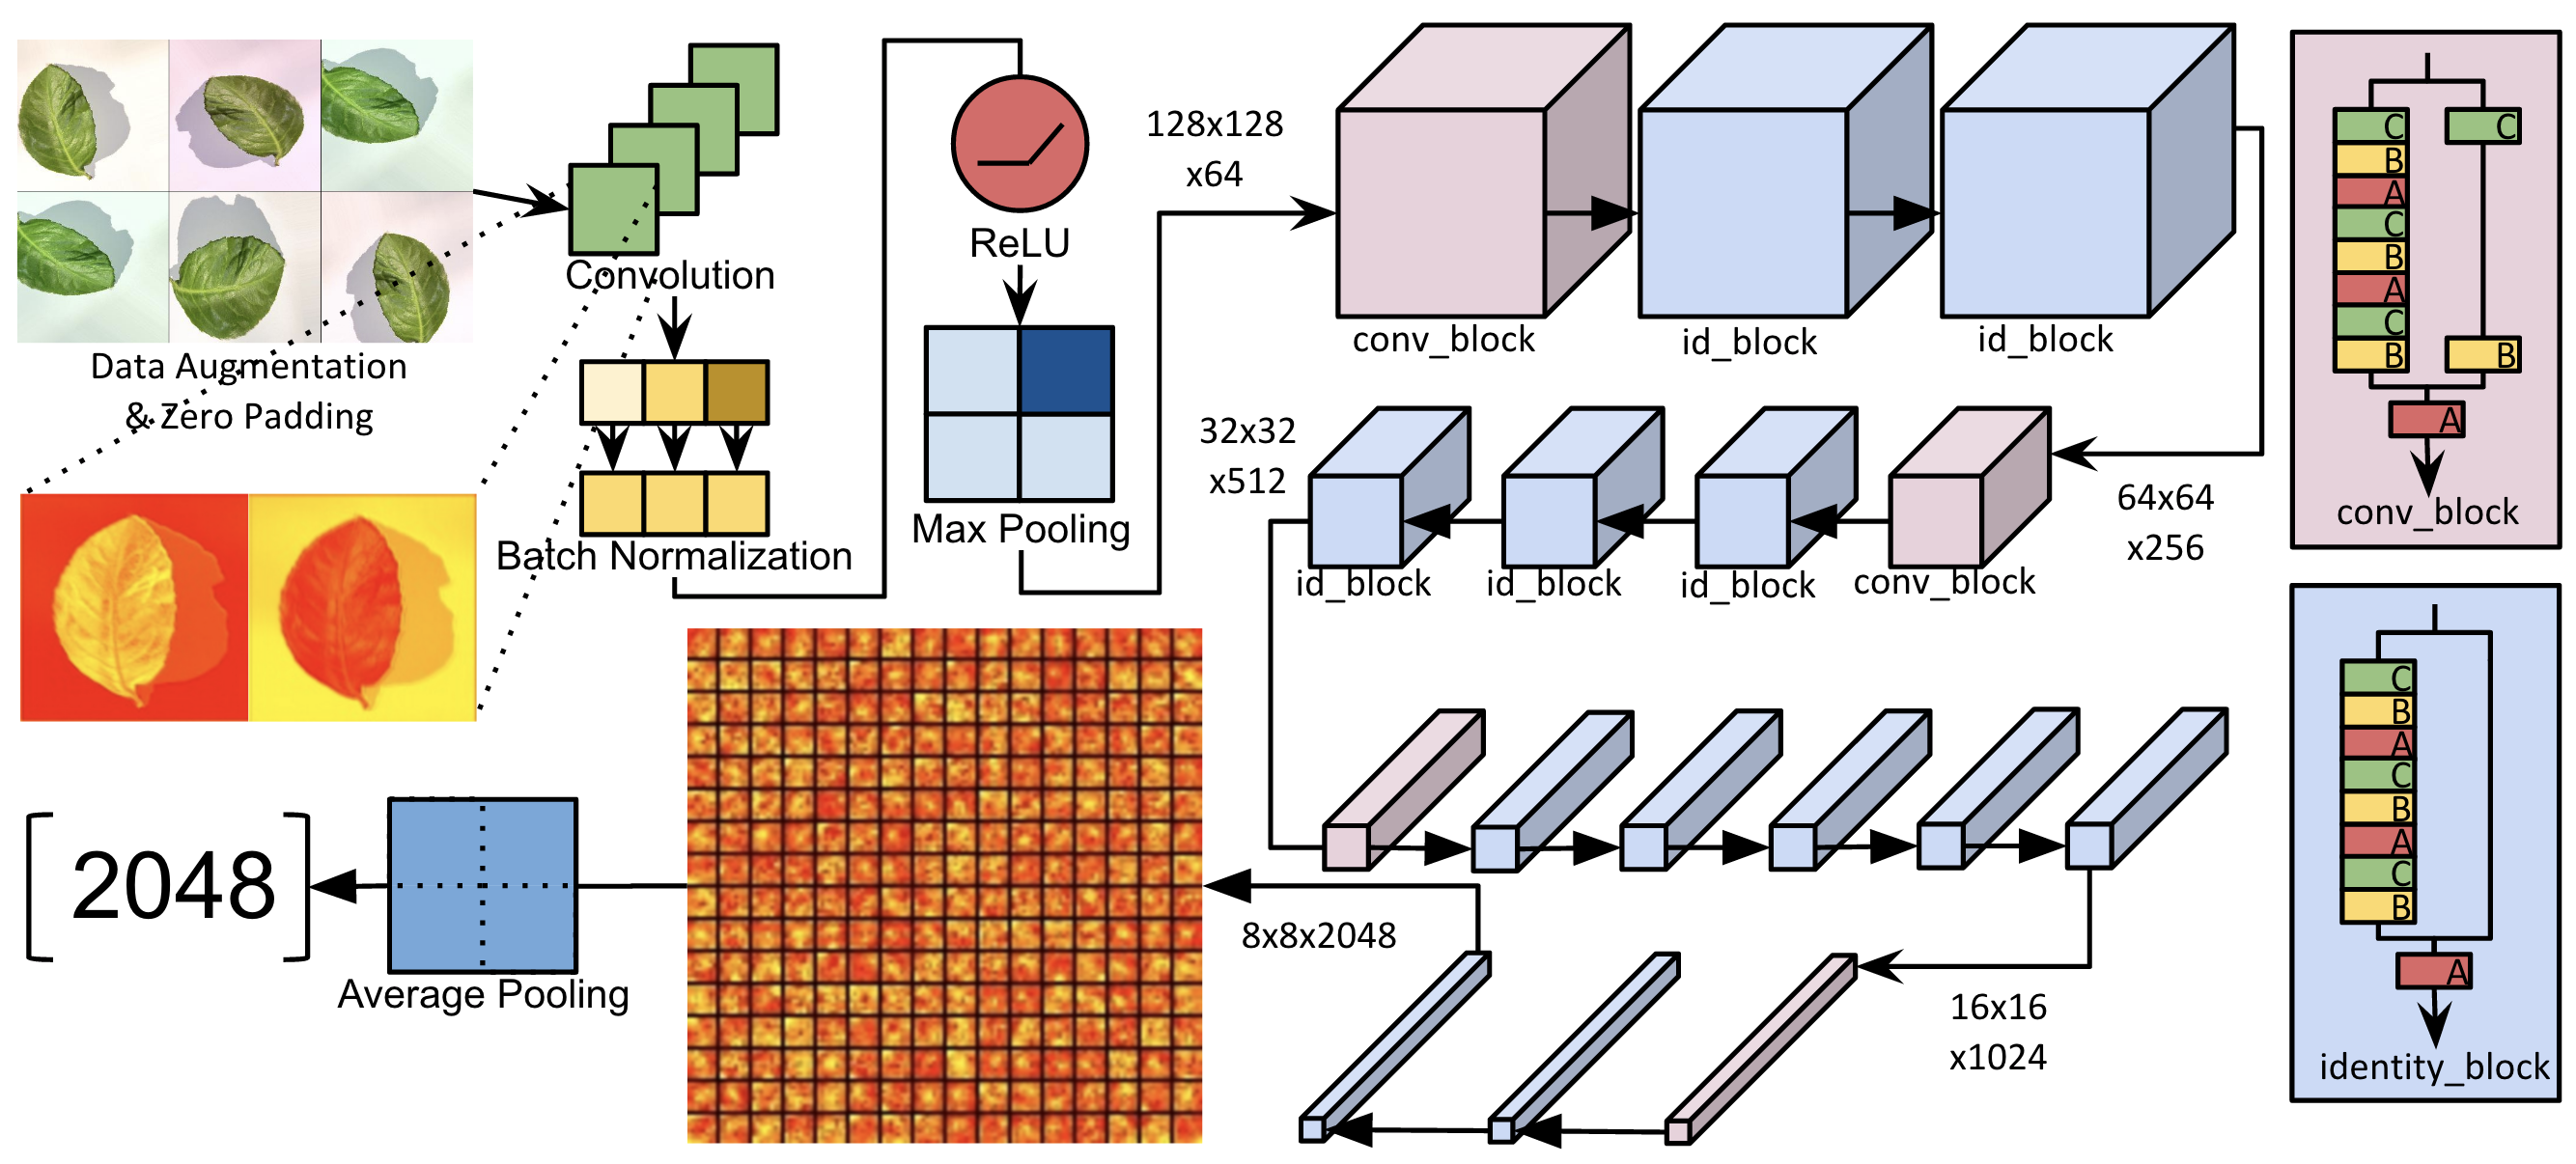 Data Augmentation
& Zero Padding
Convolution
Batch Normalization
ReLU
Max Pooling
128x128
x64
conv_block
id_block
id_block
64x64
x256
conv_block
id_block
id_block
id_block
32x32
x512
16x16
x1024
8x8x2048
Average Pooling
2048
C
B
A
C
B
A
C
B
C
B
A
conv_block
C
B
A
C
B
A
C
B
A
identity_block